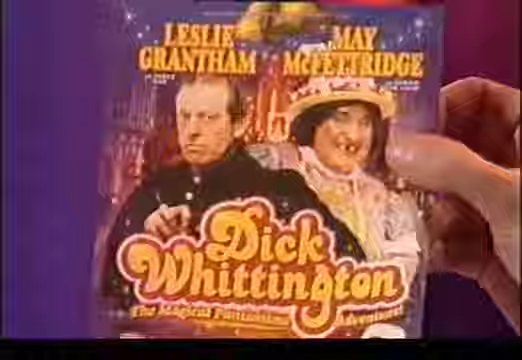 LESLIE MAY
GRANTHAM McFETTRIDGE
Dick
Whittington
The Magical Pantomime Adventure!